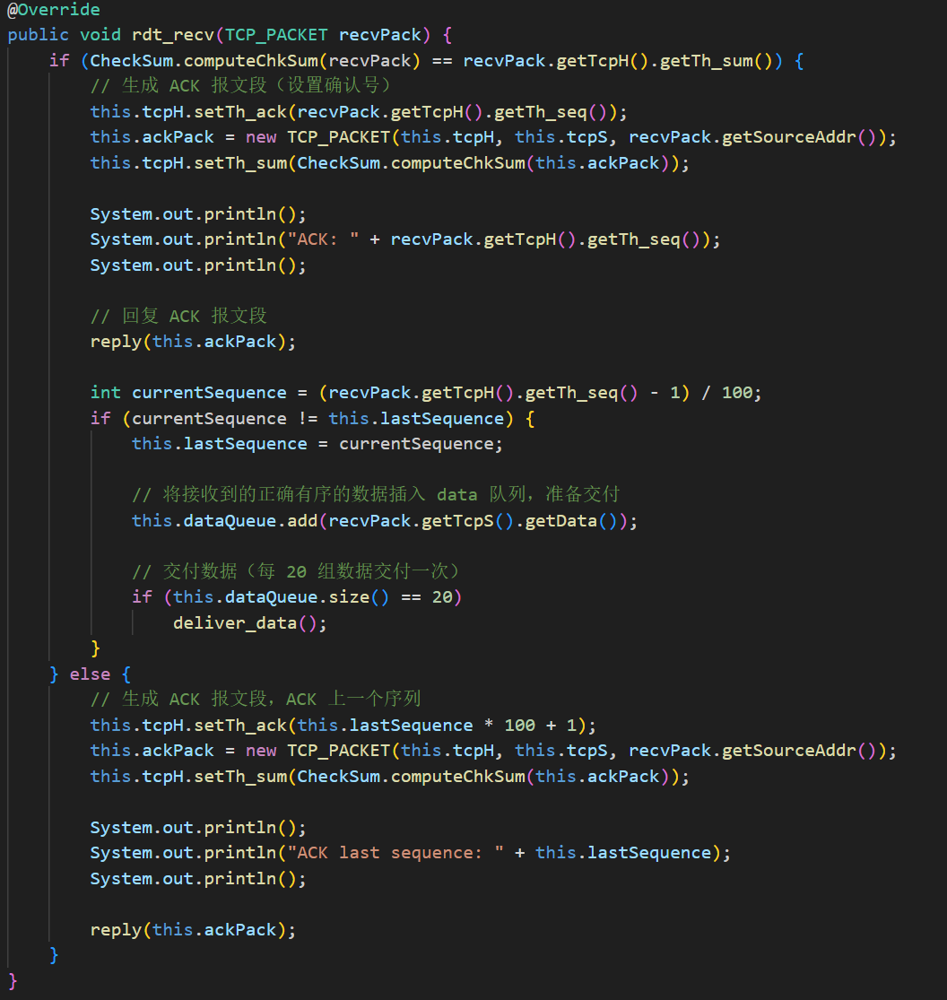 @Override
public void rdt_recv(TCP_PACKET recvPack) {
    if (CheckSum.computeChkSum(recvPack) == recvPack.getTcpH().getTh_sum()) {
        // 生成 ACK 报文段（设置确认号）
        this.tcpH.setTh_ack(recvPack.getTcpH().getTh_seq());
        this.ackPack = new TCP_PACKET(this.tcpH, this.tcpS, recvPack.getSourceAddr());
        this.tcpH.setTh_sum(CheckSum.computeChkSum(this.ackPack));

        System.out.println();
        System.out.println("ACK: " + recvPack.getTcpH().getTh_seq());
        System.out.println();

        // 回复 ACK 报文段
        reply(this.ackPack);

        int currentSequence = (recvPack.getTcpH().getTh_seq() - 1) / 100;
        if (currentSequence != this.lastSequence) {
            this.lastSequence = currentSequence;

            // 将接收到的正确有序的数据插入 data 队列，准备交付
            this.dataQueue.add(recvPack.getTcpS().getData());

            // 交付数据（每 20 组数据交付一次）
            if (this.dataQueue.size() == 20)
                deliver_data();
        }
    } else {
        // 生成 ACK 报文段，ACK 上一个序列
        this.tcpH.setTh_ack(this.lastSequence * 100 + 1);
        this.ackPack = new TCP_PACKET(this.tcpH, this.tcpS, recvPack.getSourceAddr());
        this.tcpH.setTh_sum(CheckSum.computeChkSum(this.ackPack));

        System.out.println();
        System.out.println("ACK last sequence: " + this.lastSequence);
        System.out.println();

        reply(this.ackPack);
    }
}